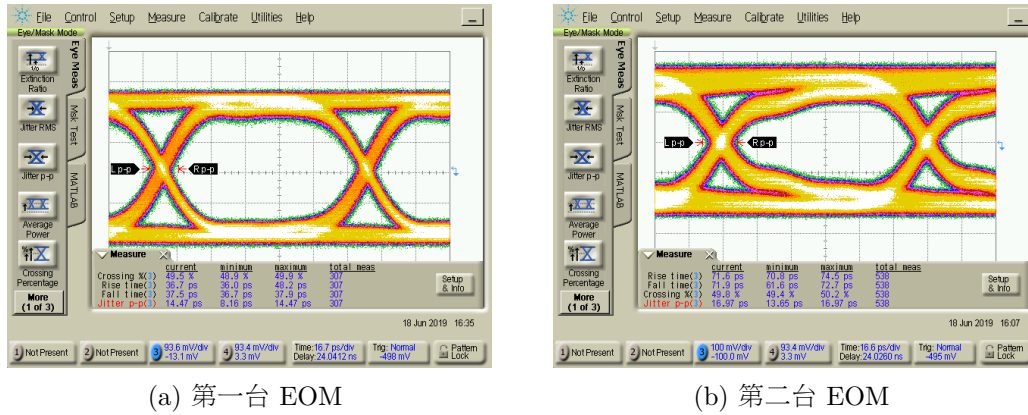 File Control Setup Measure Calibrate Utilities Help
Eye/Mask Mode
Eye Meas
Msk Test
MATLAB
Extinction
Ratio
Jitter RMS
Jitter p-p
Average
Power
Crossing
Percentage
More
(1 of 3)
L p-p
R p-p
Measure
current minimum maximum total meas
Crossing %(3) 49.5 % 48.9 % 49.9 % 307
Rise time(3) 36.7 ps 36.0 ps 48.2 ps 307
Fall time(3) 37.5 ps 36.7 ps 37.9 ps 307
Jitter p-p(3) 14.47 ps 8.16 ps 14.47 ps 307
Setup
& Info
18 Jun 2019 16:35
1 Not Present 2 Not Present 3 93.6 mV/div 4 93.4 mV/div Time:16.7 ps/div Trig: Normal Pattern
-13.1 mV 3.3 mV Delay:24.0412 ns -498 mV Lock
(a) 第一台 EOM
File Control Setup Measure Calibrate Utilities Help
Eye/Mask Mode
Eye Meas
Msk Test
MATLAB
Extinction
Ratio
Jitter RMS
Jitter p-p
Average
Power
Crossing
Percentage
More
(1 of 3)
L p-p
R p-p
Measure
current minimum maximum total meas
Rise time(3) 71.6 ps 70.8 ps 74.5 ps 538
Fall time(3) 71.9 ps 61.6 ps 72.7 ps 538
Crossing %(3) 49.8 % 49.4 % 50.2 % 538
Jitter p-p(3) 16.97 ps 13.65 ps 16.97 ps 538
Setup
& Info
18 Jun 2019 16:07
1 Not Present 2 Not Present 3 100 mV/div 4 93.4 mV/div Time:16.6 ps/div Trig: Normal Pattern
-100.0 mV 3.3 mV Delay:24.0260 ns -495 mV Lock
(b) 第二台 EOM